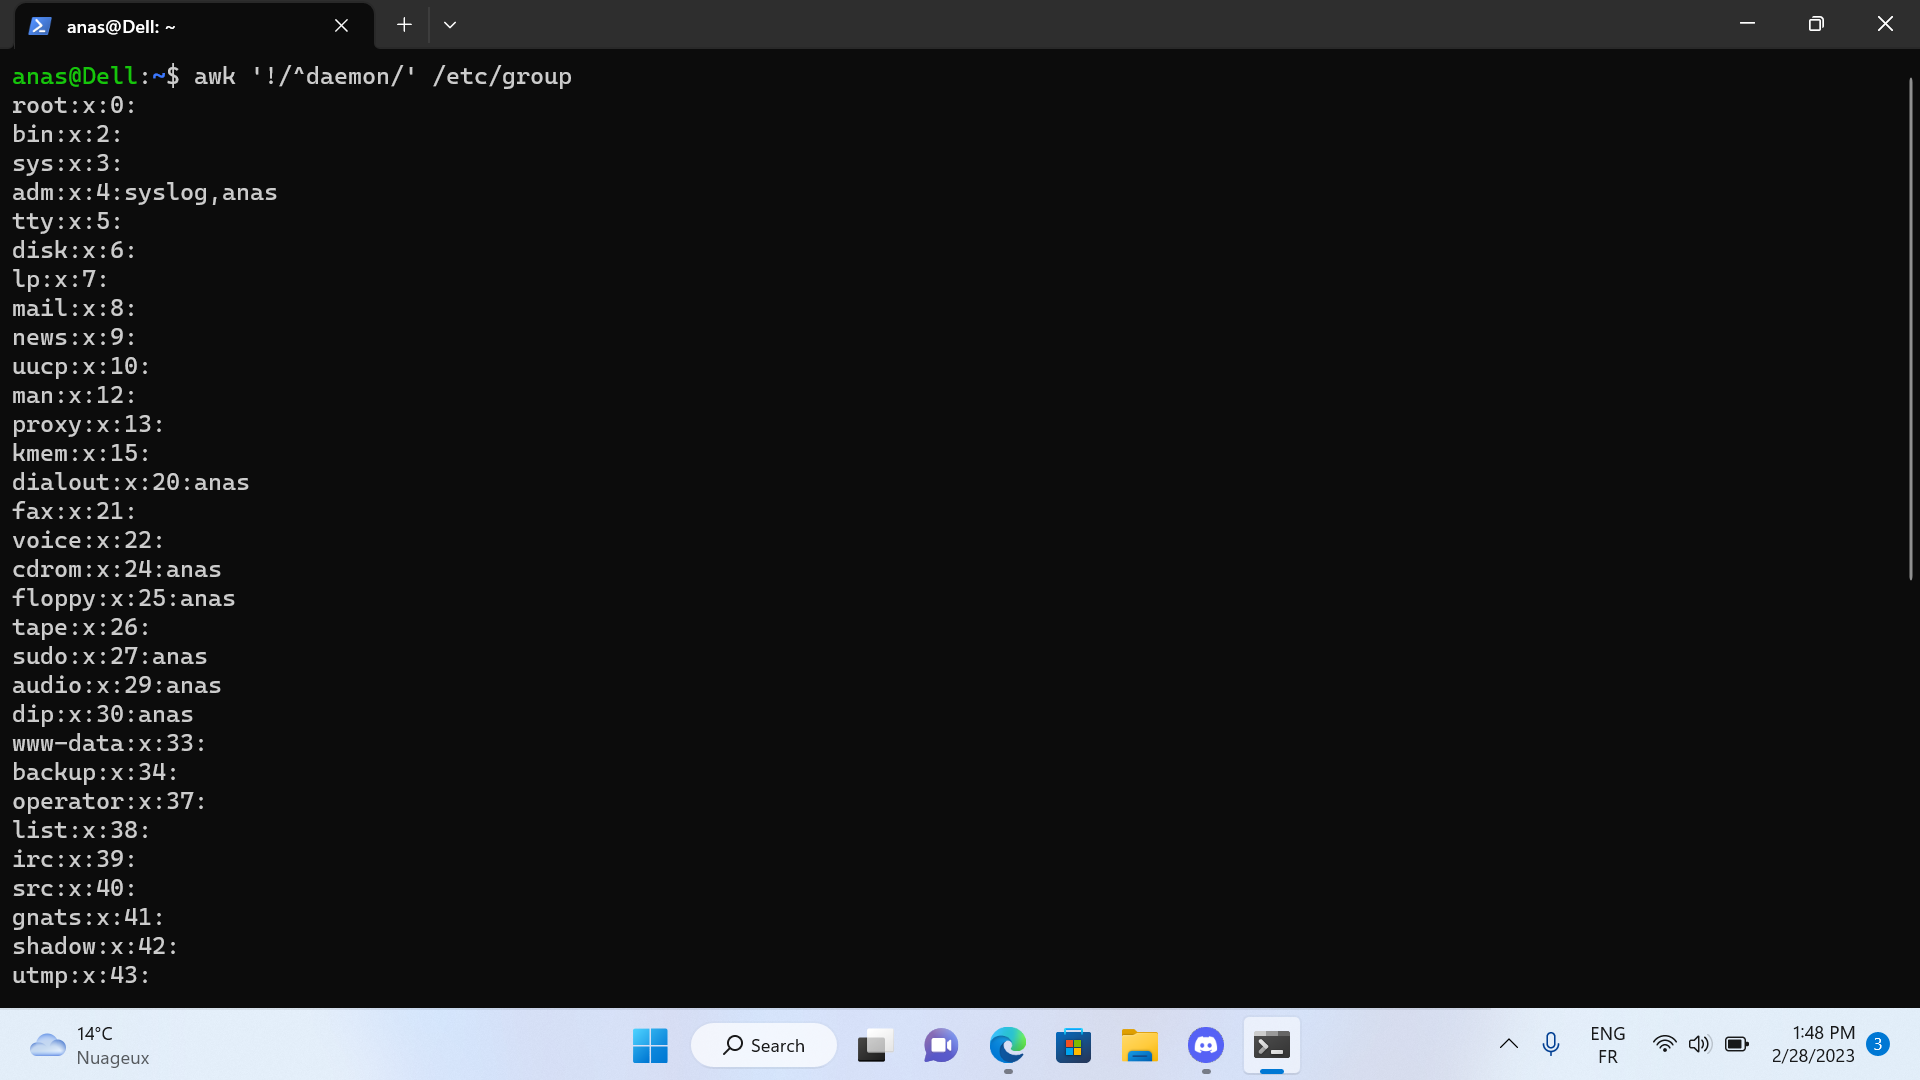 anas@Dell: ~
anas@Dell:~$ awk '!/^daemon/' /etc/group
root:x:0:
bin:x:2:
sys:x:3:
adm:x:4:syslog,anas
tty:x:5:
disk:x:6:
lp:x:7:
mail:x:8:
news:x:9:
uucp:x:10:
man:x:12:
proxy:x:13:
kmem:x:15:
dialout:x:20:anas
fax:x:21:
voice:x:22:
cdrom:x:24:anas
floppy:x:25:anas
tape:x:26:
sudo:x:27:anas
audio:x:29:anas
dip:x:30:anas
www-data:x:33:
backup:x:34:
operator:x:37:
list:x:38:
irc:x:39:
src:x:40:
gnats:x:41:
shadow:x:42:
utmp:x:43:
14°C
Nuageux
Search
ENG
FR
1:48 PM
2/28/2023
3